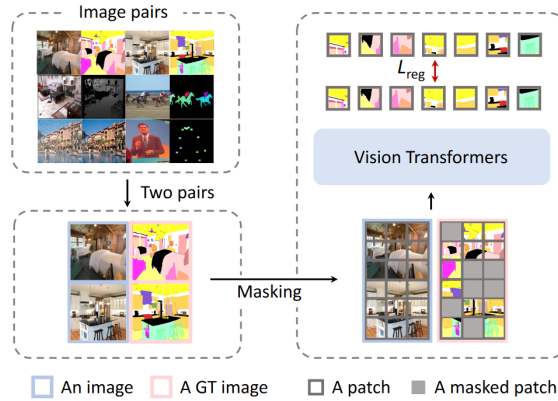 Image pairs
Two pairs
Masking
L_reg
Vision Transformers
An image
A GT image
A patch
A masked patch